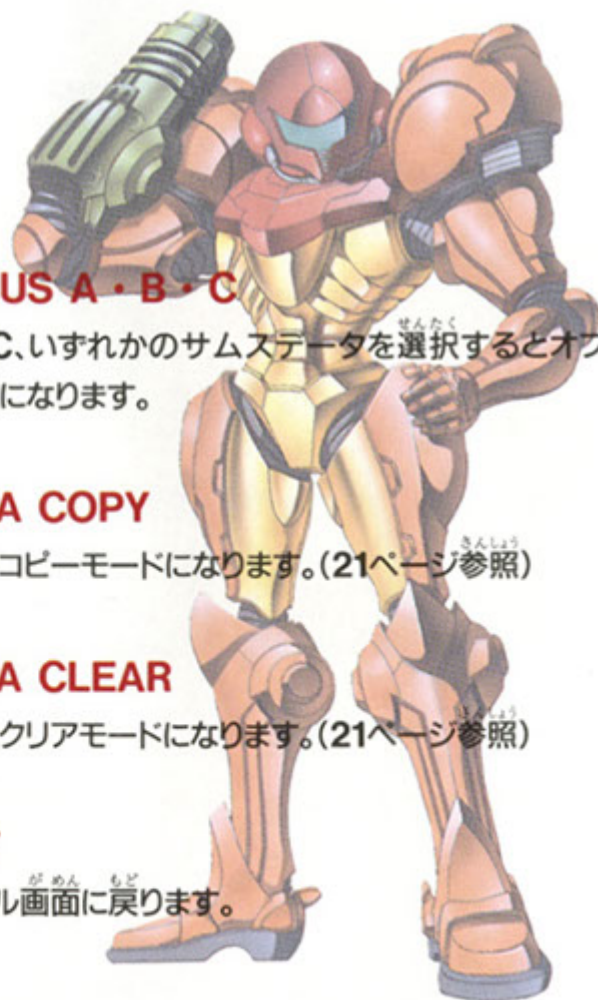 US A・B・C
C、いずれかのサムスデータを選択するとオプ
になります。
A COPY
コピーモードになります。(21ページ参照)
A CLEAR
クリアモードになります。(21ページ参照)
ル画面に戻ります。